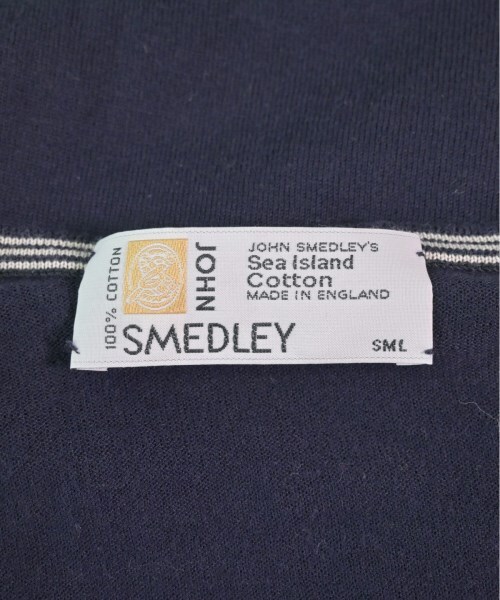 100% COTTON
JOHN
SMEDLEY
JOHN SMEDLEY'S
Sea Island
Cotton
MADE IN ENGLAND
SML